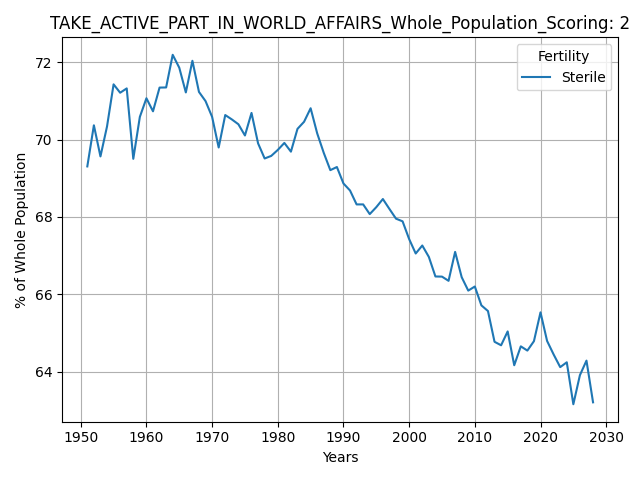 TAKE_ACTIVE_PART_IN_WORLD_AFFAIRS_Whole_Population_Scoring: 2
Fertility
Sterile
% of Whole Population
72
70
68
66
64
1950 1960 1970 1980 1990 2000 2010 2020 2030
Years